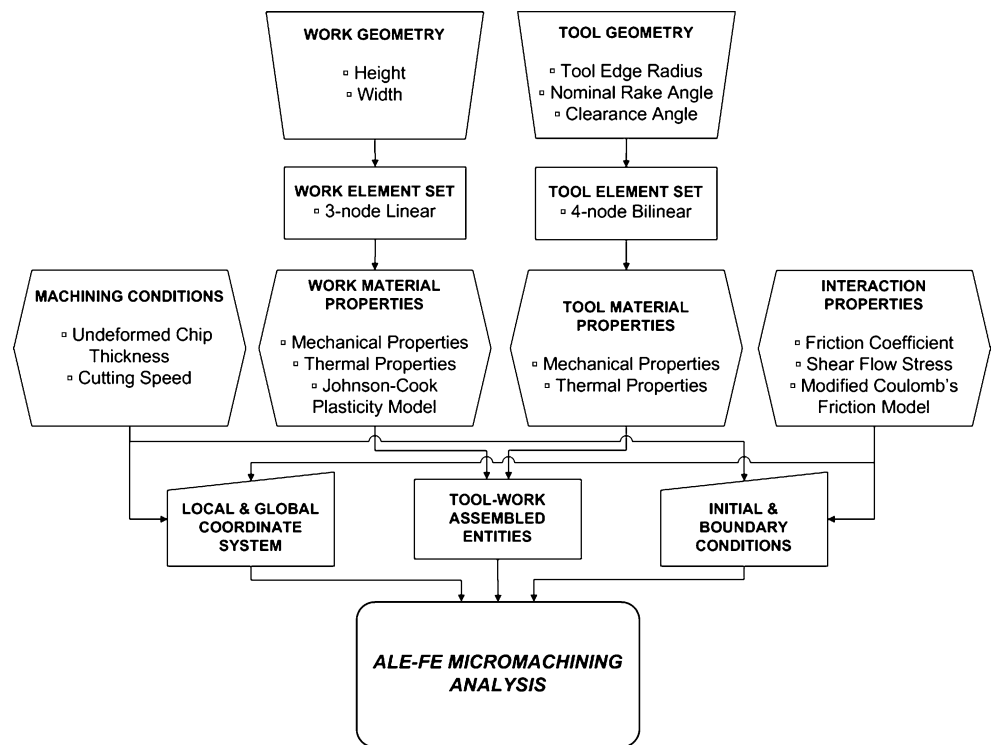 WORK GEOMETRY
▫ Height
▫ Width
TOOL GEOMETRY
▫ Tool Edge Radius
▫ Nominal Rake Angle
▫ Clearance Angle
WORK ELEMENT SET
▫ 3-node Linear
TOOL ELEMENT SET
▫ 4-node Bilinear
MACHINING CONDITIONS
▫ Undeformed Chip
Thickness
▫ Cutting Speed
WORK MATERIAL
PROPERTIES
▫ Mechanical Properties
▫ Thermal Properties
▫ Johnson-Cook
Plasticity Model
TOOL MATERIAL
PROPERTIES
▫ Mechanical Properties
▫ Thermal Properties
INTERACTION
PROPERTIES
▫ Friction Coefficient
▫ Shear Flow Stress
▫ Modified Coulomb's
Friction Model
LOCAL & GLOBAL
COORDINATE
SYSTEM
TOOL-WORK
ASSEMBLED
ENTITIES
INITIAL &
BOUNDARY
CONDITIONS
ALE-FE MICROMACHINING
ANALYSIS